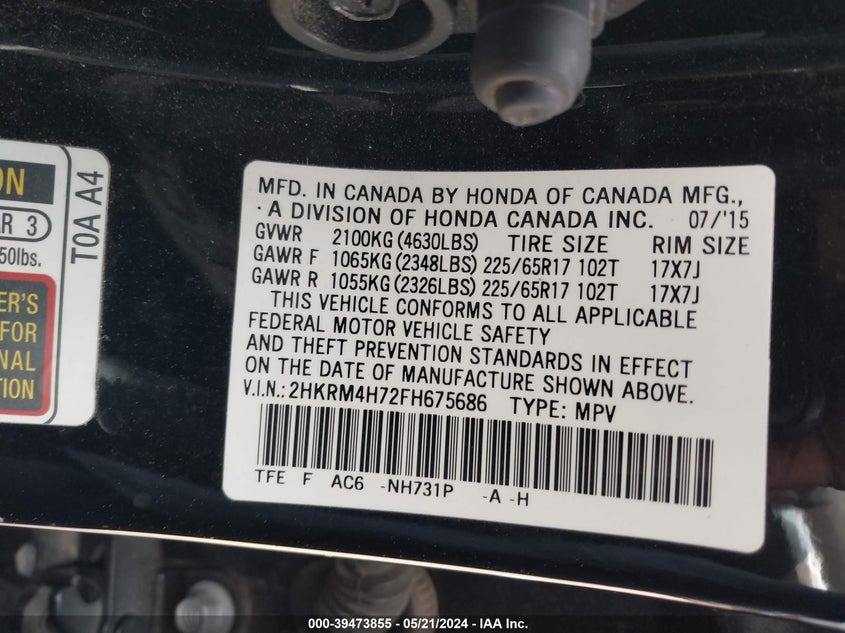 ON
R 3
50lbs.
ER'S
FOR
NAL
TION
T0A A4
MFD. IN CANADA BY HONDA OF CANADA MFG.,
A DIVISION OF HONDA CANADA INC. 07/'15
GVWR 2100KG (4630LBS) TIRE SIZE RIM SIZE
GAWR F 1065KG (2348LBS) 225/65R17 102T 17X7J
GAWR R 1055KG (2326LBS) 225/65R17 102T 17X7J
THIS VEHICLE CONFORMS TO ALL APPLICABLE
FEDERAL MOTOR VEHICLE SAFETY
AND THEFT PREVENTION STANDARDS IN EFFECT
ON THE DATE OF MANUFACTURE SHOWN ABOVE.
V.I.N.: 2HKRM4H72FH675686 TYPE: MPV
TFE F AC6 -NH731P -A -H
000-39473855 - 05/21/2024 - IAA Inc.